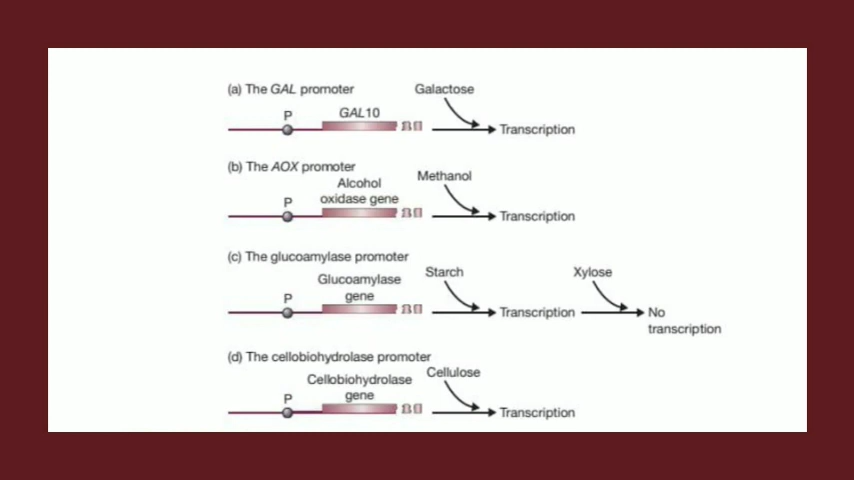 (a) The GAL promoter
Galactose
P
GAL10
Transcription
(b) The AOX promoter
Alcohol
oxidase gene
Methanol
P
Transcription
(c) The glucoamylase promoter
Glucoamylase
gene
Starch
Xylose
P
Transcription
No
transcription
(d) The cellobiohydrolase promoter
Cellobiohydrolase
gene
Cellulose
P
Transcription